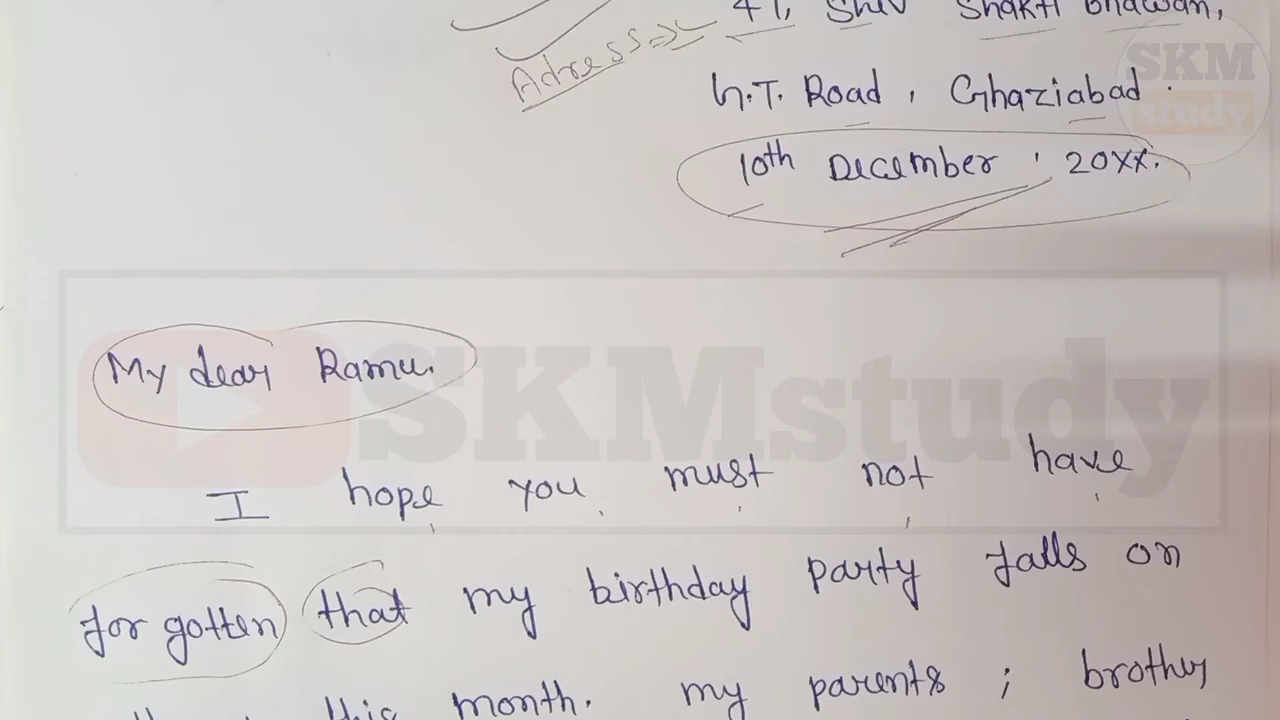 41, Shiv Shakti Bhawan,
Adress=>
G.T. Road, Ghaziabad.
10th December, 20XX.
SKM
study
My dear Ramu.
SKMstudy
I hope you must not have
forgotten that my birthday party falls on
this month. my parents; brother